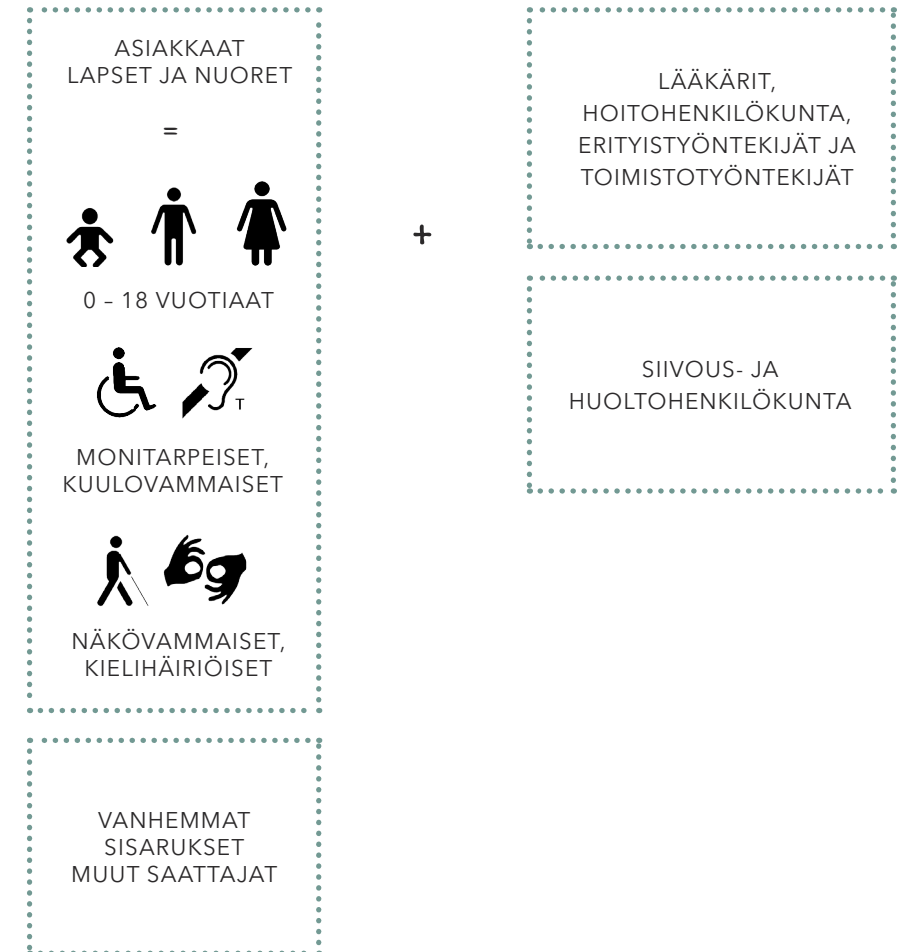 ASIAKKAAT
LAPSET JA NUORET
=
0 – 18 VUOTIAAT
T
MONITARPEISET,
KUULOVAMMAISET
NÄKÖVAMMAISET,
KIELIHÄIRIÖISET
VANHEMMAT
SISARUKSET
MUUT SAATTAJAT
+
LÄÄKÄRIT,
HOITOHENKILÖKUNTA,
ERITYISTYÖNTEKIJÄT JA
TOIMISTOTYÖNTEKIJÄT
SIIVOUS- JA
HUOLTOHENKILÖKUNTA